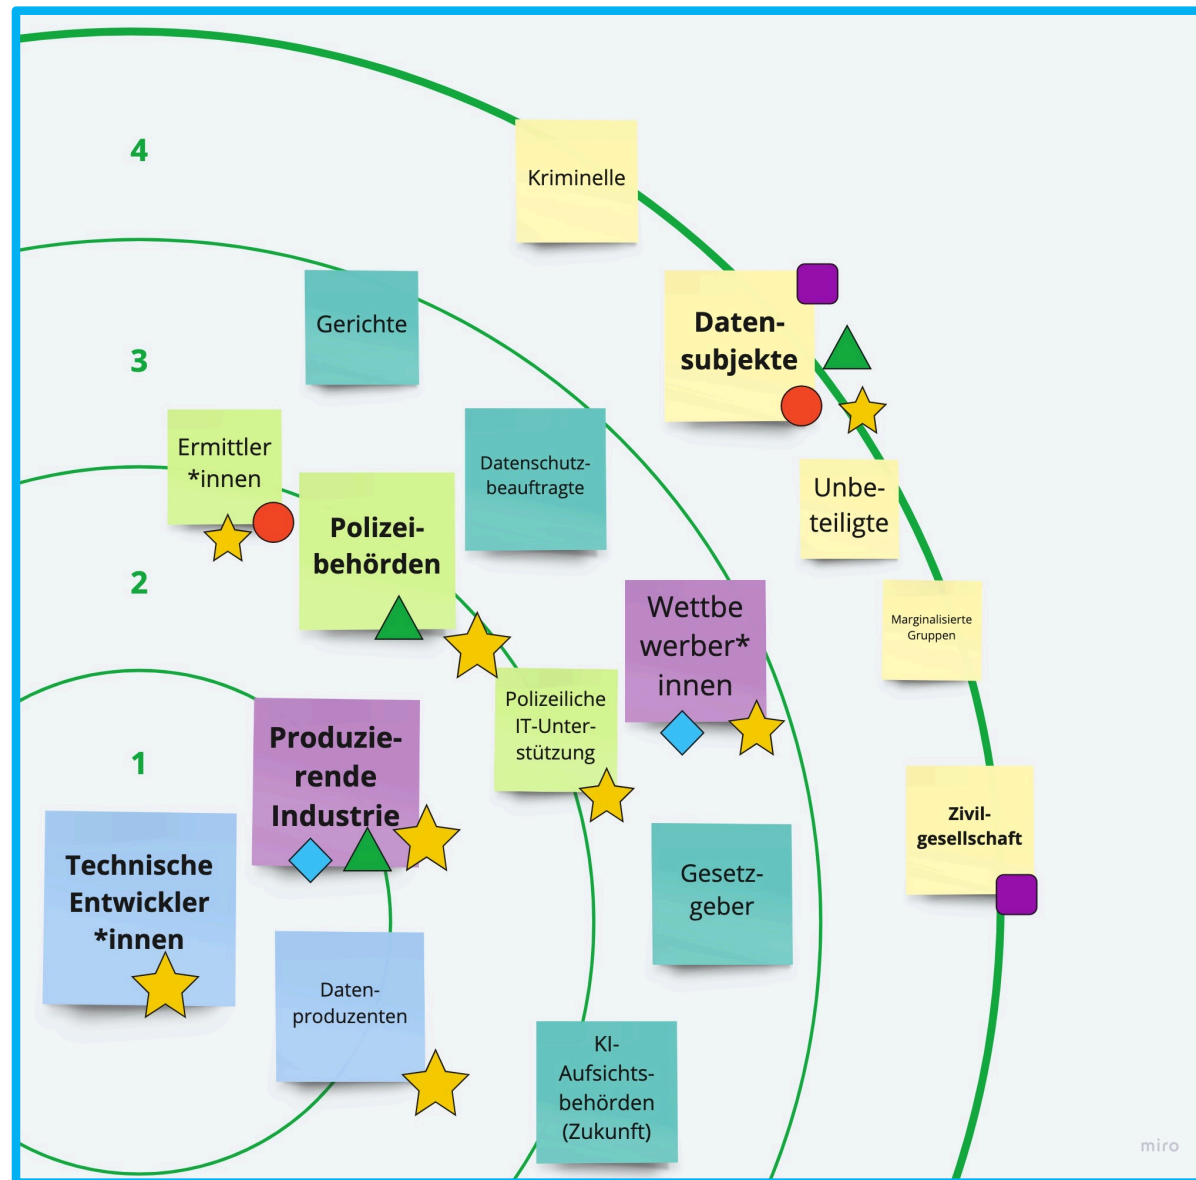 4
Kriminelle
Gerichte
Daten-
subjekte
3
Ermittler
*innen
Datenschutz-
beauftragte
Unbe-
teiligte
Polizei-
behörden
2
Wettbe
werber*
innen
Marginalisierte
Gruppen
Polizeiliche
IT-Unter-
stützung
Produzie-
rende
Industrie
1
Zivil-
gesellschaft
Technische
Entwickler
*innen
Gesetz-
geber
Daten-
produzenten
KI-
Aufsichts-
behörden
(Zukunft)
miro